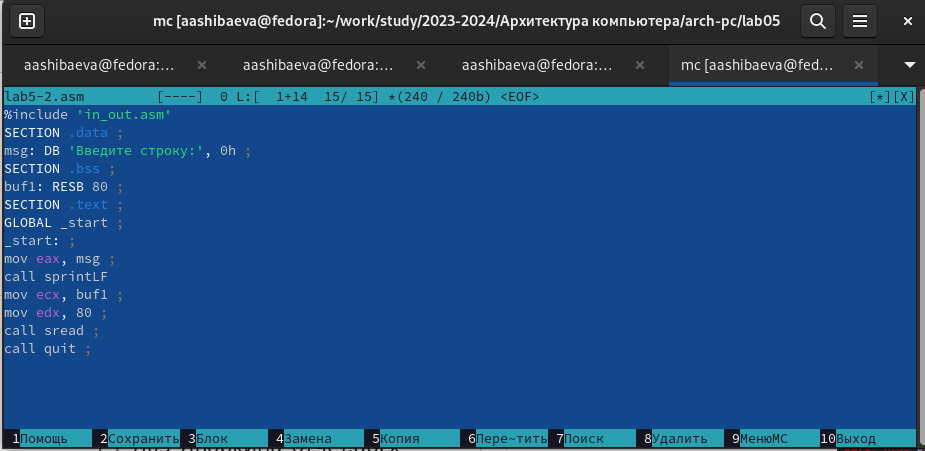 mc [aashibaeva@fedora]:~/work/study/2023-2024/Архитектура компьютера/arch-pc/lab05
aashibaeva@fedora:... aashibaeva@fedora:... aashibaeva@fedora:... mc [aashibaeva@fed...
lab5-2.asm [----] 0 L:[ 1+14 15/ 15] *(240 / 240b) <EOF> [*][X]
%include 'in_out.asm'
SECTION .data ;
msg: DB 'Введите строку:', 0h ;
SECTION .bss ;
buf1: RESB 80 ;
SECTION .text ;
GLOBAL _start ;
_start: ;
mov eax, msg ;
call sprintLF
mov ecx, buf1 ;
mov edx, 80 ;
call sread ;
call quit ;
1Помощь 2Сохранить 3Блок 4Замена 5Копия 6Пере~тить 7Поиск 8Удалить 9МенюMC 10Выход